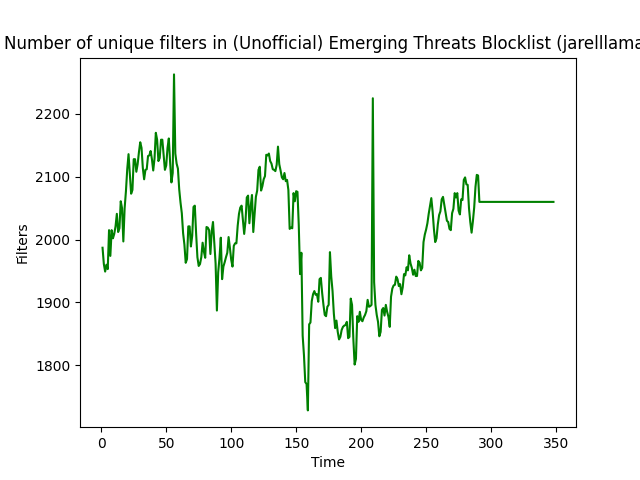 Number of unique filters in (Unofficial) Emerging Threats Blocklist (jarelllama
2200
2100
2000
1900
1800
Filters
0 50 100 150 200 250 300 350
Time